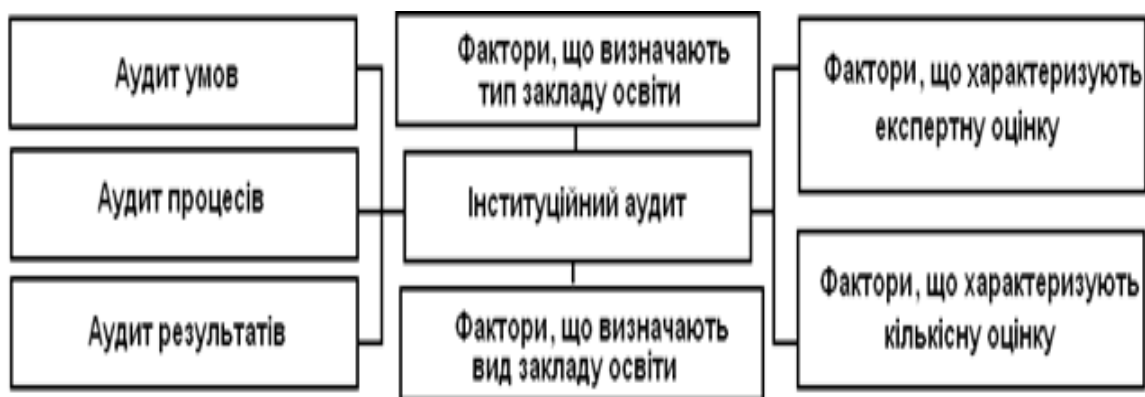 Аудит умов
Аудит процесів
Аудит результатів
Фактори, що визначають
тип закладу освіти
Інституційний аудит
Фактори, що визначають
вид закладу освіти
Фактори, що характеризують
експертну оцінку
Фактори, що характеризують
кількісну оцінку